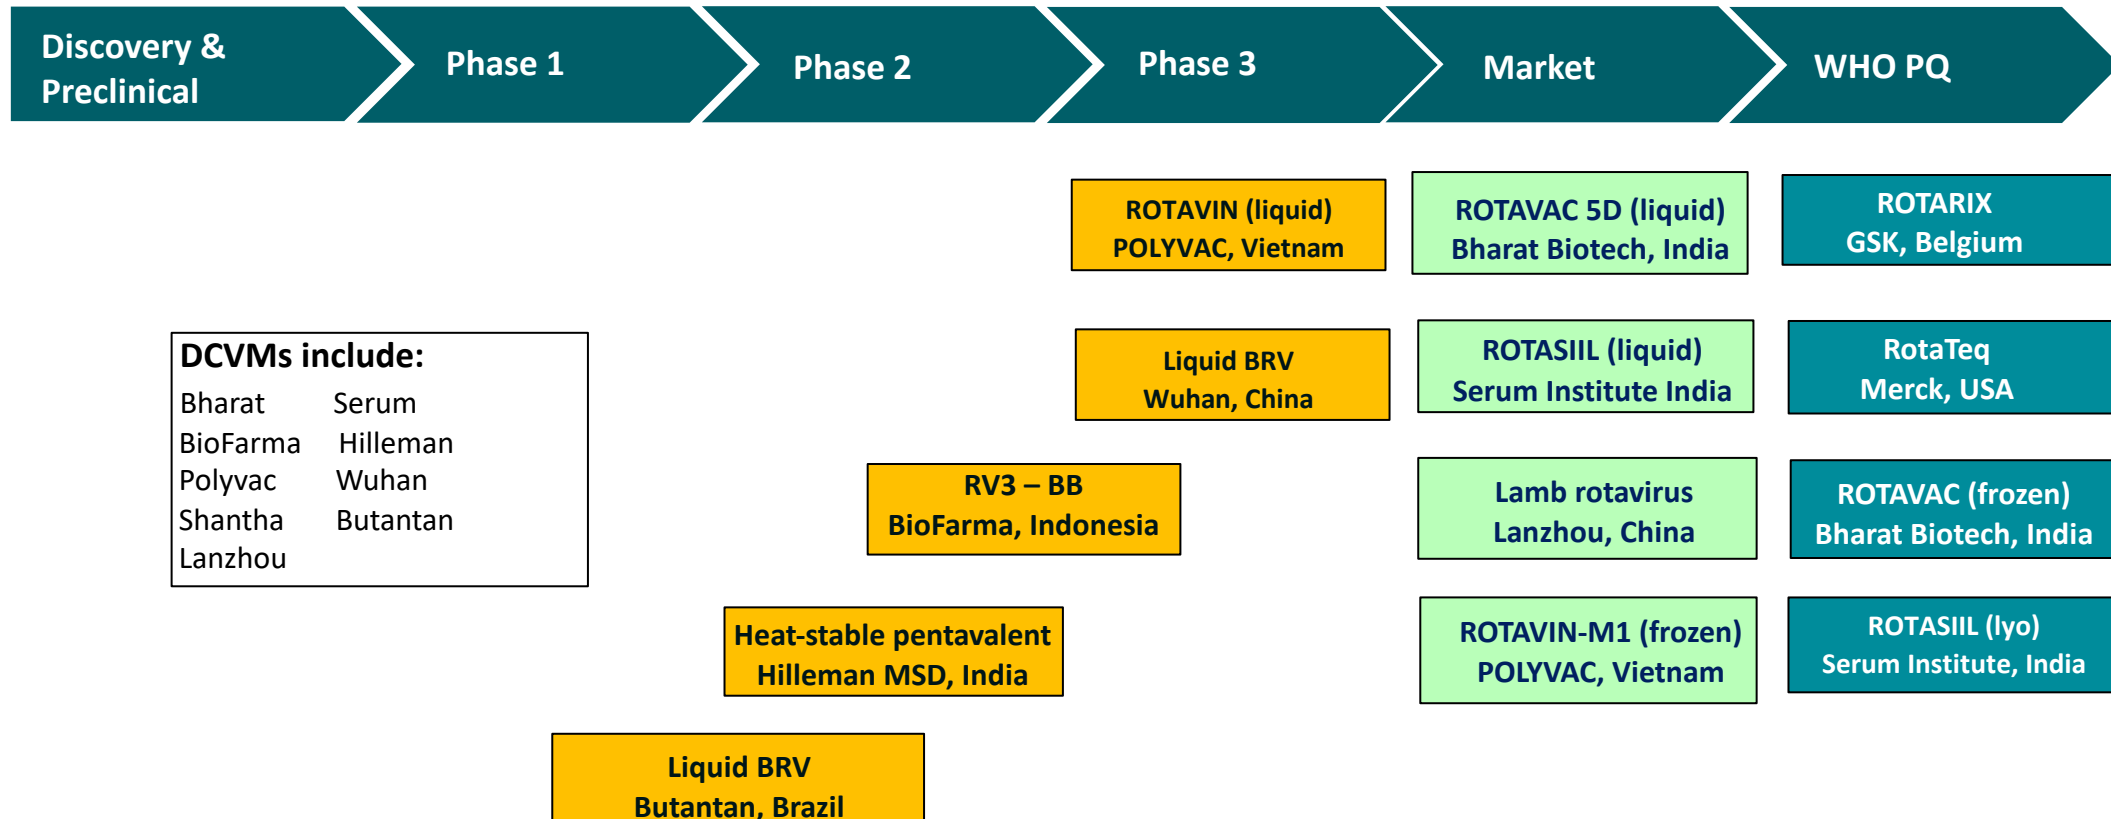 Discovery &
Preclinical
Phase 1
Phase 2
Phase 3
Market
WHO PQ
ROTAVIN (liquid)
POLYVAC, Vietnam
ROTAVAC 5D (liquid)
Bharat Biotech, India
ROTARIX
GSK, Belgium
DCVMs include:
Bharat Serum
BioFarma Hilleman
Polyvac Wuhan
Shantha Butantan
Lanzhou
Liquid BRV
Wuhan, China
ROTASIIL (liquid)
Serum Institute India
RotaTeq
Merck, USA
RV3 – BB
BioFarma, Indonesia
Lamb rotavirus
Lanzhou, China
ROTAVAC (frozen)
Bharat Biotech, India
Heat-stable pentavalent
Hilleman MSD, India
ROTAVIN-M1 (frozen)
POLYVAC, Vietnam
ROTASIIL (lyo)
Serum Institute, India
Liquid BRV
Butantan, Brazil